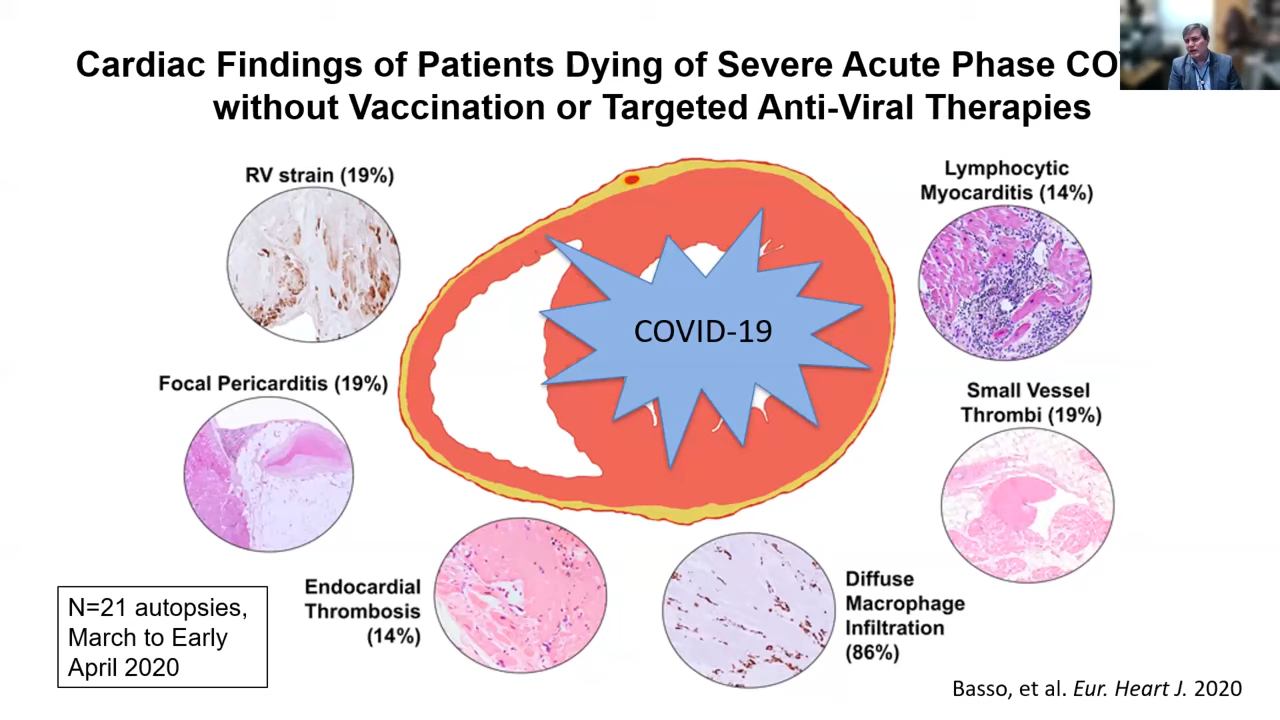 Cardiac Findings of Patients Dying of Severe Acute Phase
without Vaccination or Targeted Anti-Viral Therapies
RV strain (19%)
Lymphocytic
Myocarditis (14%)
COVID-19
Focal Pericarditis (19%)
Small Vessel
Thrombi (19%)
Endocardial
Thrombosis
(14%)
Diffuse
Macrophage
Infiltration
(86%)
N=21 autopsies,
March to Early
April 2020
Basso, et al. Eur. Heart J. 2020